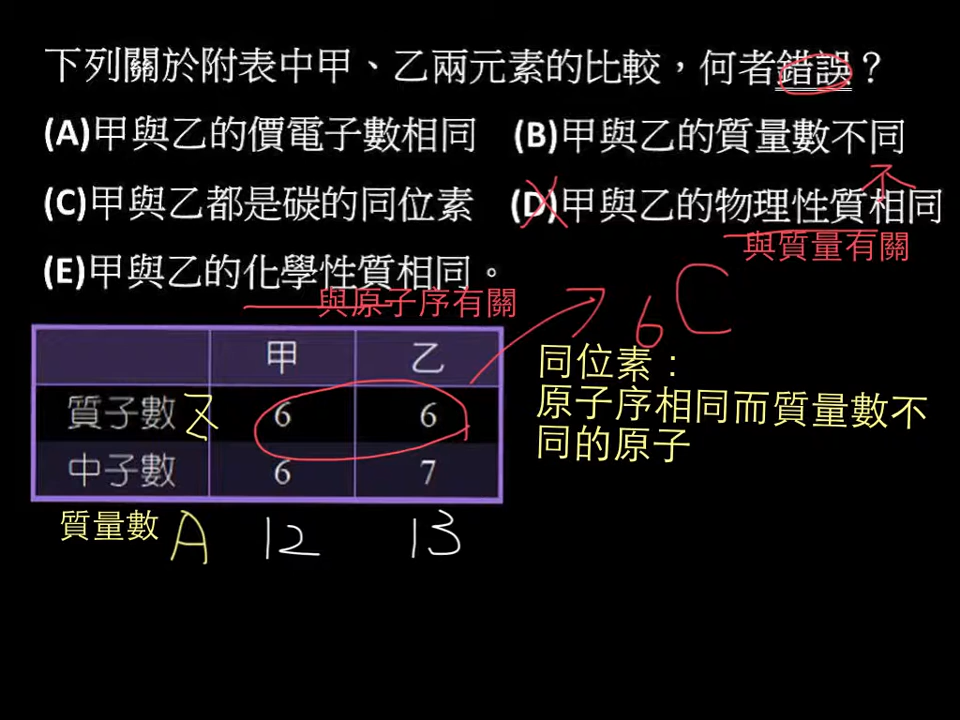 下列關於附表中甲、乙兩元素的比較，何者錯誤？
(A)甲與乙的價電子數相同 (B)甲與乙的質量數不同
不
(C)甲與乙都是碳的同位素 (D)甲與乙的物理性質相同
與質量有關
(E)甲與乙的化學性質相同。
與原子序有關
6C
甲 乙
質子數 Z 6 6
中子數 6 7
質量數 A 12 13
同位素：
原子序相同而質量數不
同的原子